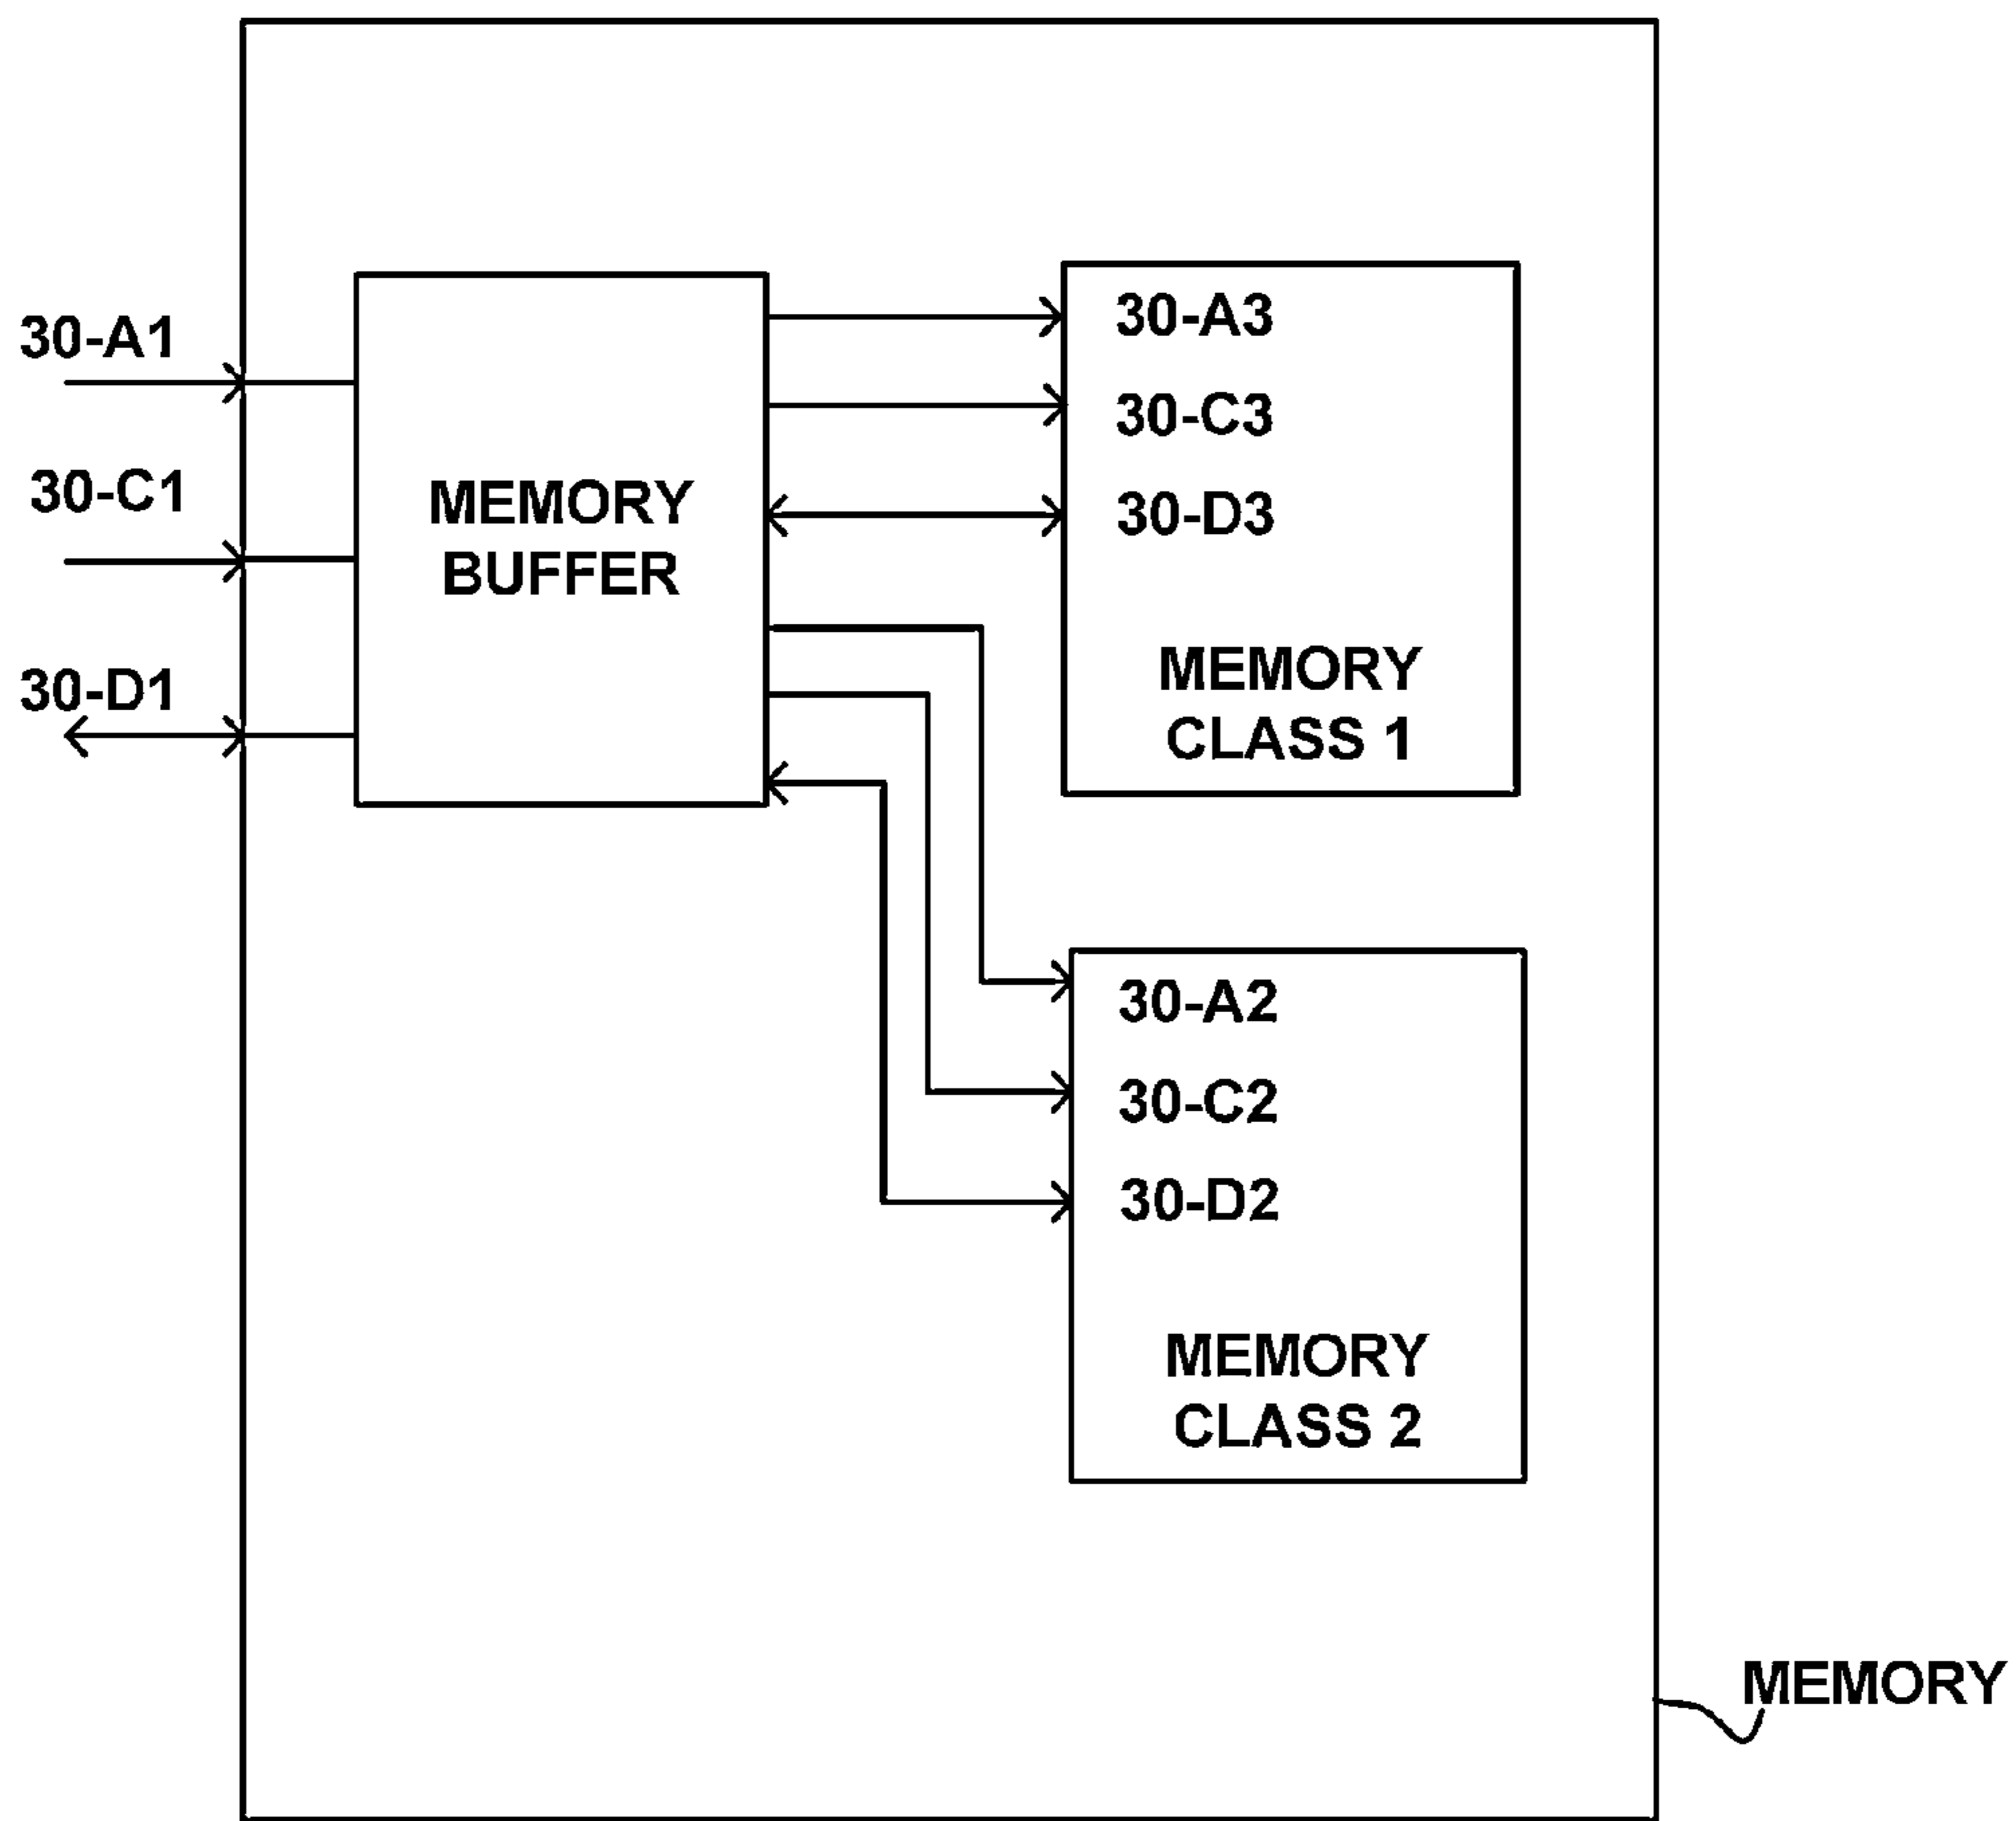 30-A1
30-C1
30-D1
MEMORY
BUFFER
30-A3
30-C3
30-D3
MEMORY
CLASS 1
30-A2
30-C2
30-D2
MEMORY
CLASS 2
MEMORY